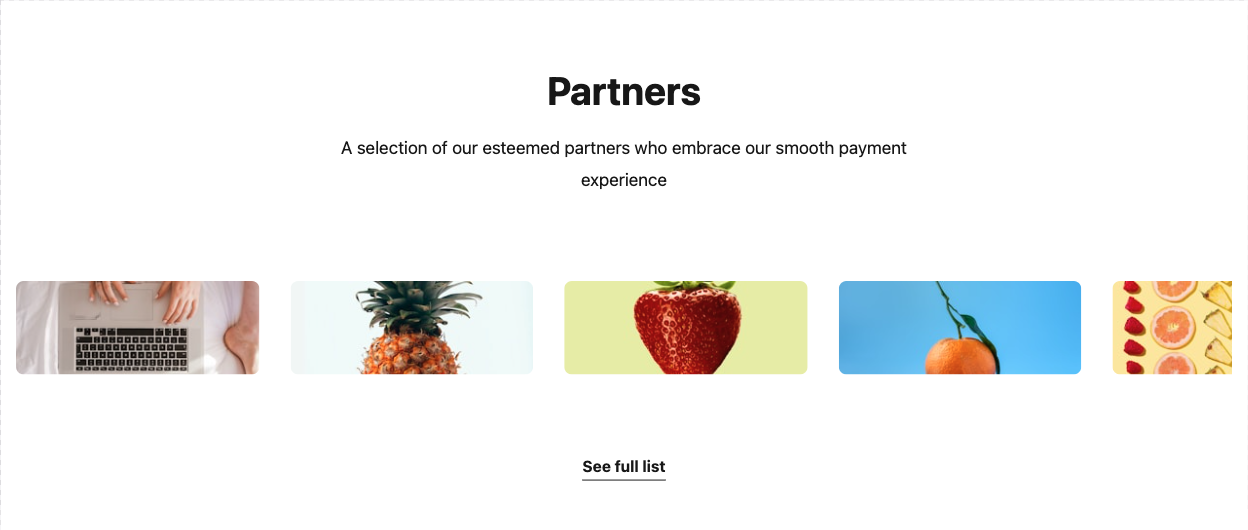 Partners
A selection of our esteemed partners who embrace our smooth payment
experience
See full list